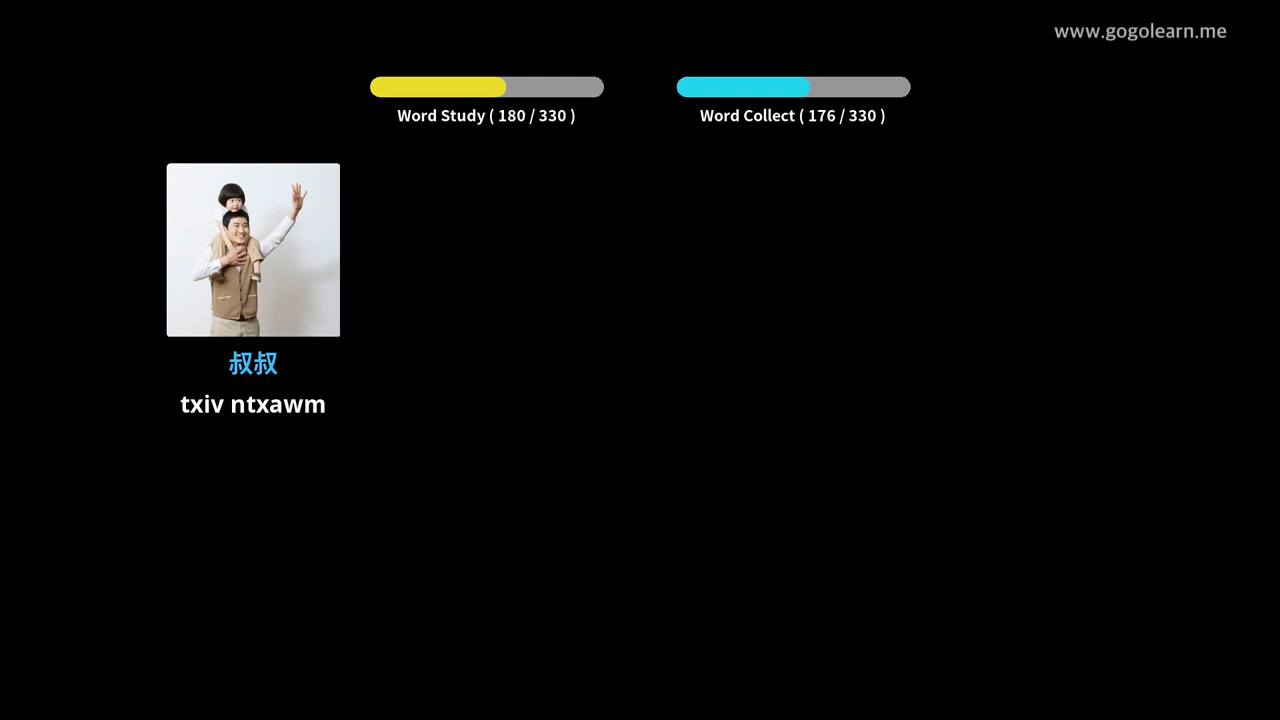 www.gogolearn.me
Word Study ( 180 / 330 )
Word Collect ( 176 / 330 )
叔叔
txiv ntxawm